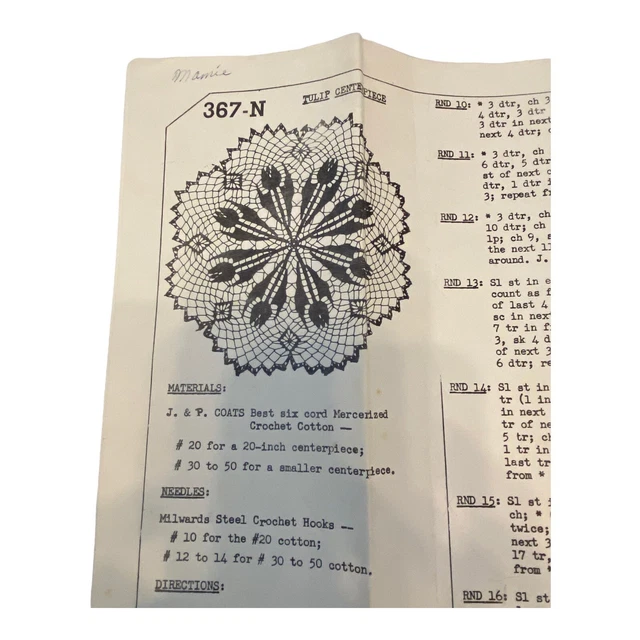 Mamie
367-N
TULIP CENTERPIECE
MATERIALS:
J. & P. COATS Best six cord Mercerized
Crochet Cotton —
# 20 for a 20-inch centerpiece;
# 30 to 50 for a smaller centerpiece.
NEEDLES:
Milwards Steel Crochet Hooks —
# 10 for the #20 cotton;
# 12 to 14 for # 30 to 50 cotton.
DIRECTIONS:
RND 10: * 3 dtr, ch 3
4 dtr, 3 dtr
3 dtr in next
next 4 dtr;
RND 11: * 3 dtr, ch
6 dtr, 5 dtr
st of next
dtr, 1 dtr
3; repeat
RND 12: * 3 dtr, ch
10 dtr; ch
lp; ch 9,
the next 11
around. J.
RND 13: Sl st in
count as
of last 4
sc in next
7 tr in
3, sk 4
of next 3
6 dtr;
RND 14: Sl st in
tr (1 in
in next
tr of
5 tr;
1 tr in
last tr
from *
RND 15: Sl st
ch; *
twice;
next 3
17 tr,
from *
RND 16: Sl st